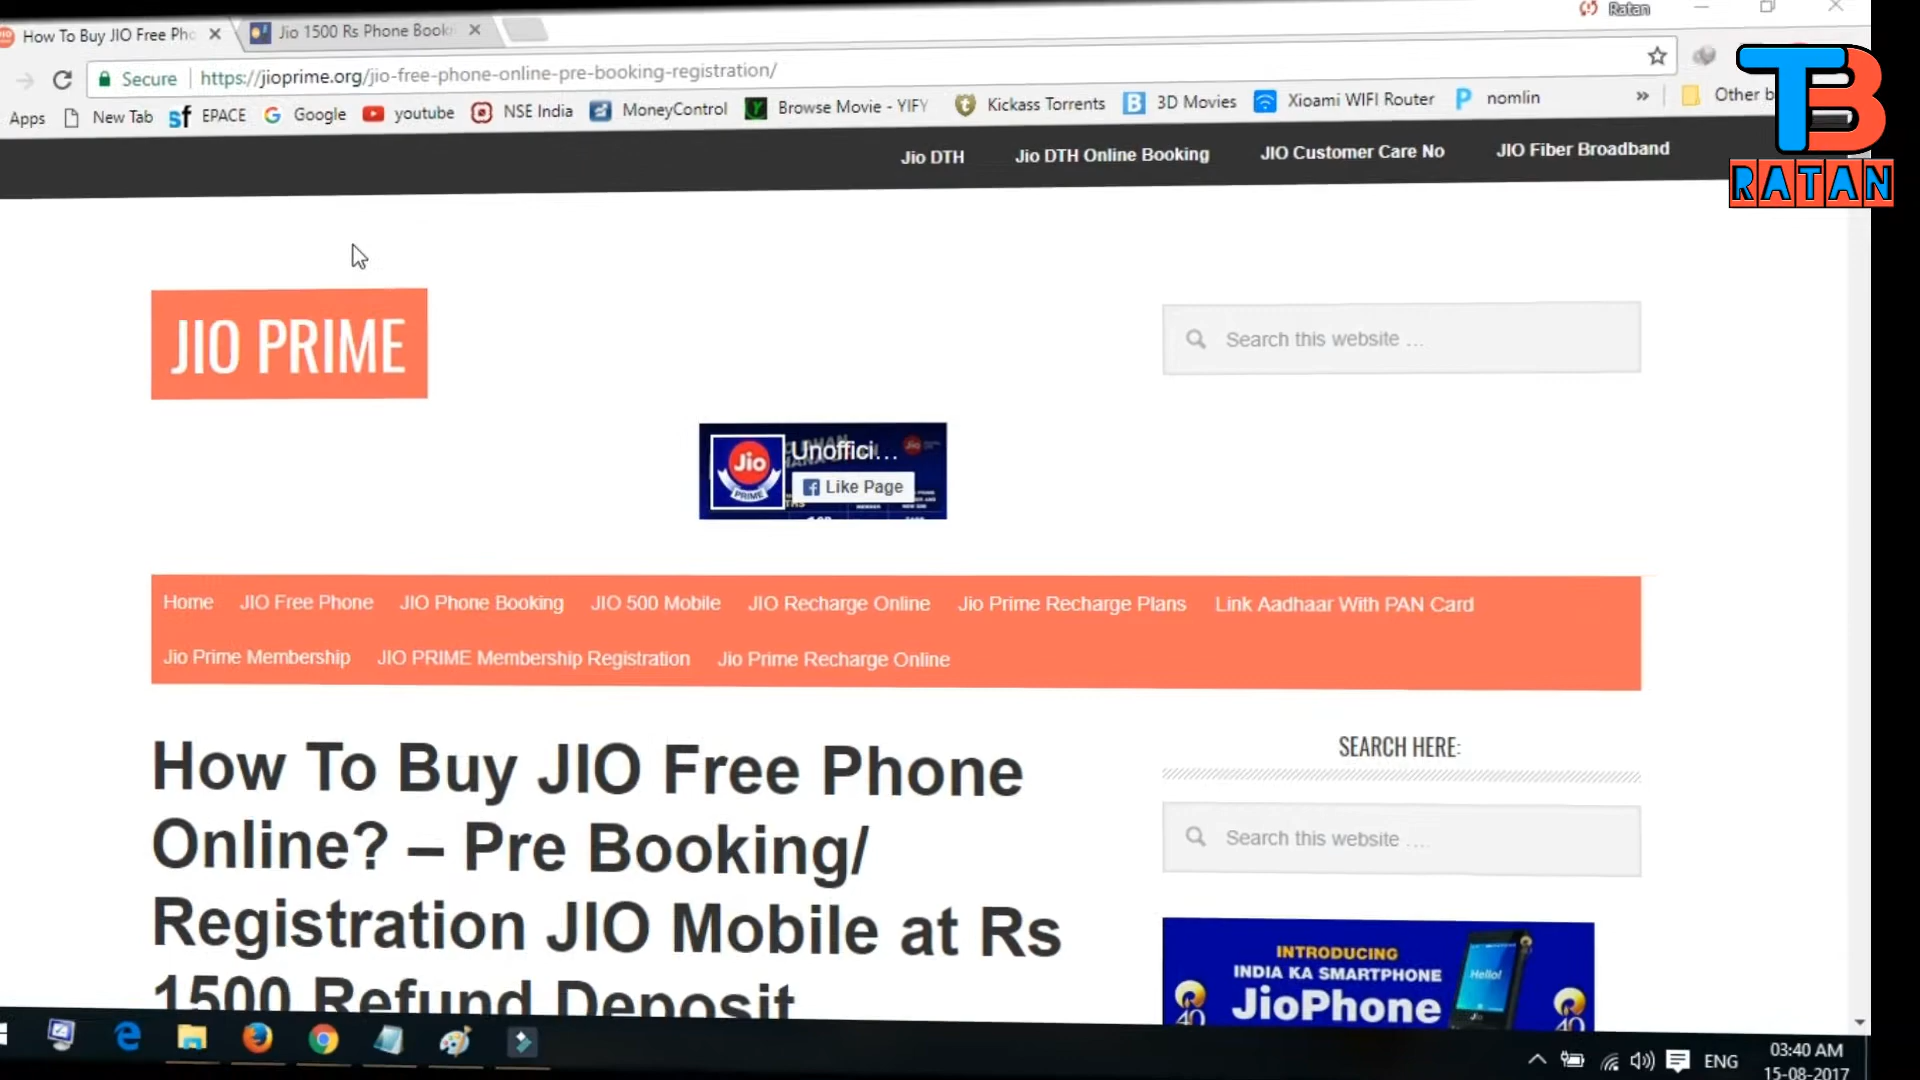 How To Buy JIO Free Pho
Jio 1500 Rs Phone Book
Ratan
Secure
https://jioprime.org/jio-free-phone-online-pre-booking-registration/
Apps
New Tab
sf EPACE
Google
youtube
NSE India
MoneyControl
Browse Movie - YIFY
Kickass Torrents
3D Movies
Xioami WIFI Router
nomlin
»
Other b
TB
RATAN
Jio DTH
Jio DTH Online Booking
JIO Customer Care No
JIO Fiber Broadband
JIO PRIME
Search this website ...
Jio
PRIME
Unoffici...
Like Page
Home JIO Free Phone JIO Phone Booking JIO 500 Mobile JIO Recharge Online Jio Prime Recharge Plans Link Aadhaar With PAN Card
Jio Prime Membership JIO PRIME Membership Registration Jio Prime Recharge Online
How To Buy JIO Free Phone
Online? – Pre Booking/
Registration JIO Mobile at Rs
1500 Refund Deposit
SEARCH HERE:
Search this website ....
INTRODUCING
INDIA KA SMARTPHONE
JioPhone
Hello!
Jio
40
40
ENG
03:40 AM
15-08-2017